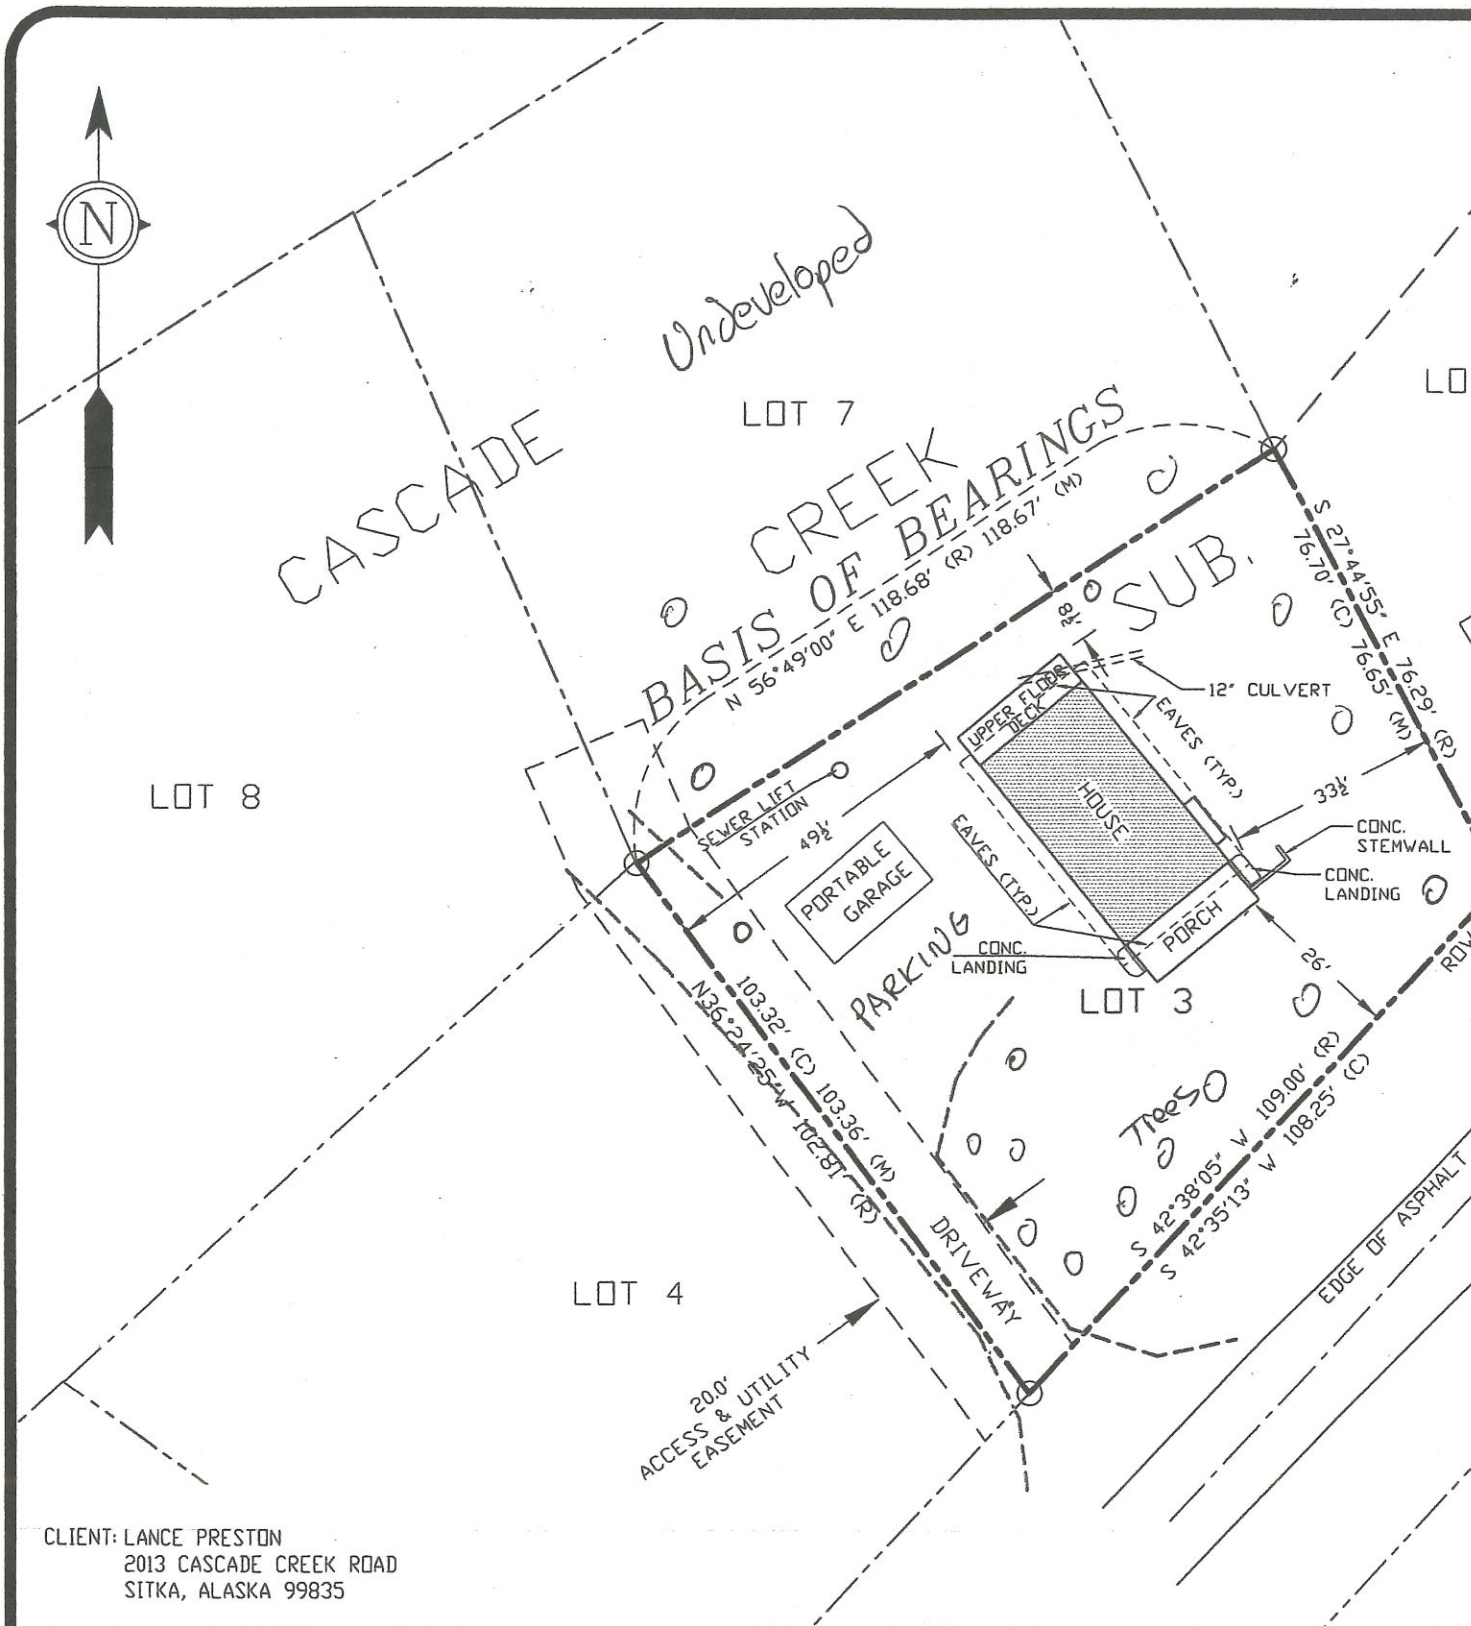 N
Undeveloped
LOT 7
LO
CASCADE
CREEK
SUB.
BASIS OF BEARINGS
N 56°49'00" E 118.68' (R) 118.67' (M)
S 27°44'55" E 76.29' (R)
76.70' (C) 76.65' (M)
8½'
12" CULVERT
UPPER FLOOR
DECK
EAVES (TYP.)
HOUSE
33½'
LOT 8
SEWER LIFT
STATION
49½'
PORTABLE
GARAGE
EAVES (TYP.)
CONC.
STEMWALL
CONC.
LANDING
PORCH
PARKING
CONC.
LANDING
26'
ROW
LOT 3
103.32' (C) 103.36' (M)
N36°24'25"W 102.81' (R)
Trees
S 42°38'05" W 109.00' (R)
S 42°35'13" W 108.25' (C)
DRIVEWAY
EDGE OF ASPHALT
LOT 4
20.0'
ACCESS & UTILITY
EASEMENT
CLIENT: LANCE PRESTON
2013 CASCADE CREEK ROAD
SITKA, ALASKA 99835